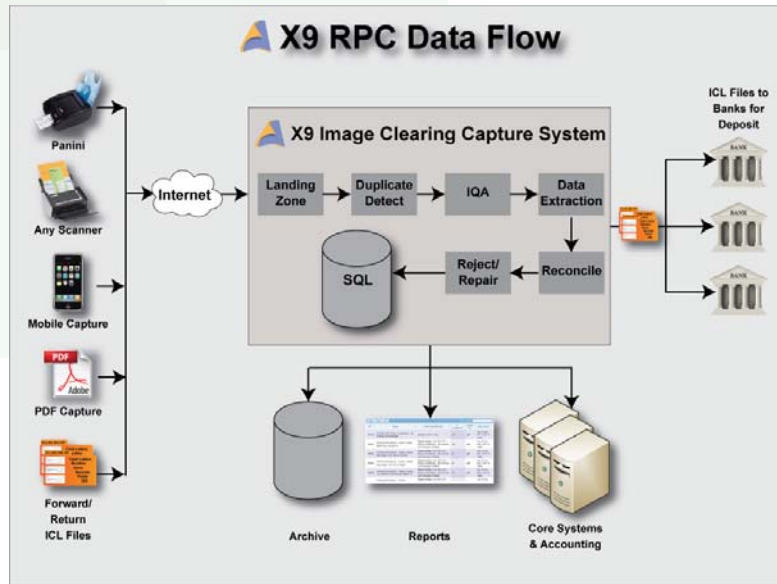 X9 RPC Data Flow
Panini
Any Scanner
Mobile Capture
PDF
Adobe
PDF Capture
Forward/
Return
ICL Files
Internet
X9 Image Clearing Capture System
Landing
Zone
Duplicate
Detect
IQA
Data
Extraction
SQL
Reject/
Repair
Reconcile
Archive
Reports
Core Systems
& Accounting
ICL Files to
Banks for
Deposit
BANK
BANK
BANK